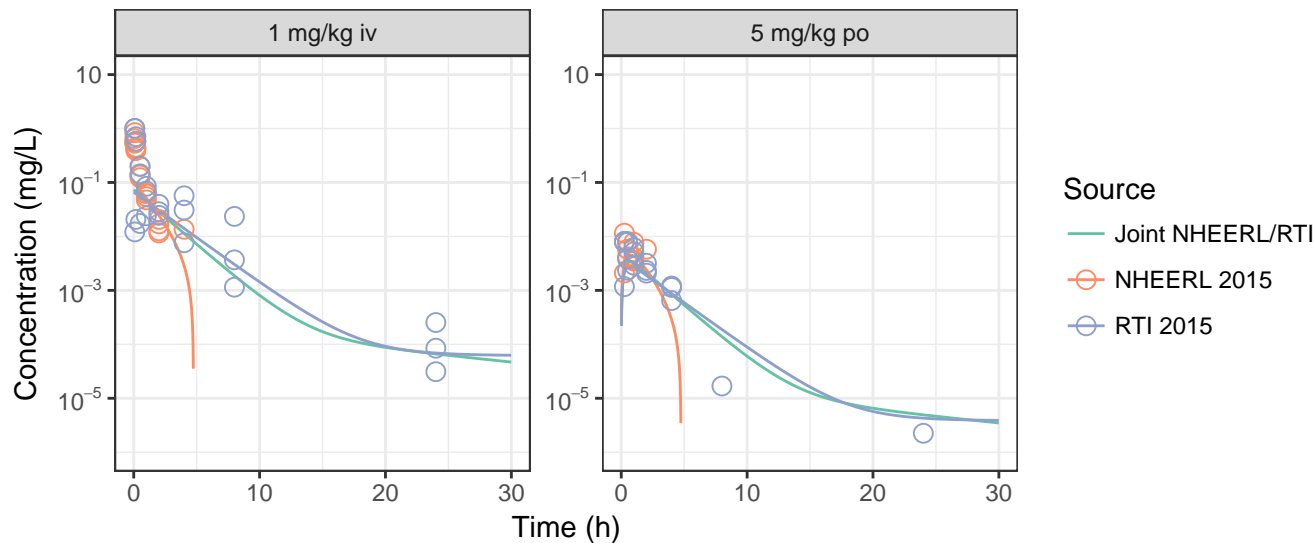 1 mg/kg iv
5 mg/kg po
Concentration (mg/L)
10
10⁻¹
10⁻³
10⁻⁵
10
10⁻¹
10⁻³
10⁻⁵
0 10 20 30
0 10 20 30
Time (h)
Source
Joint NHEERL/RTI
NHEERL 2015
RTI 2015